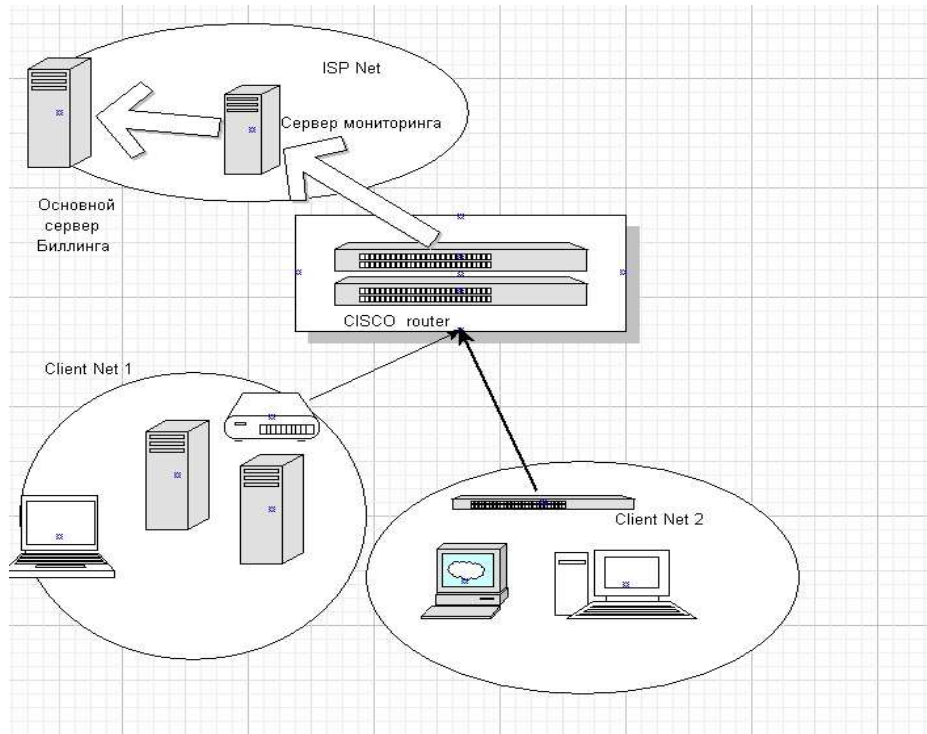 ISP Net
Сервер мониторинга
Основной
сервер
Биллинга
CISCO router
Client Net 1
Client Net 2